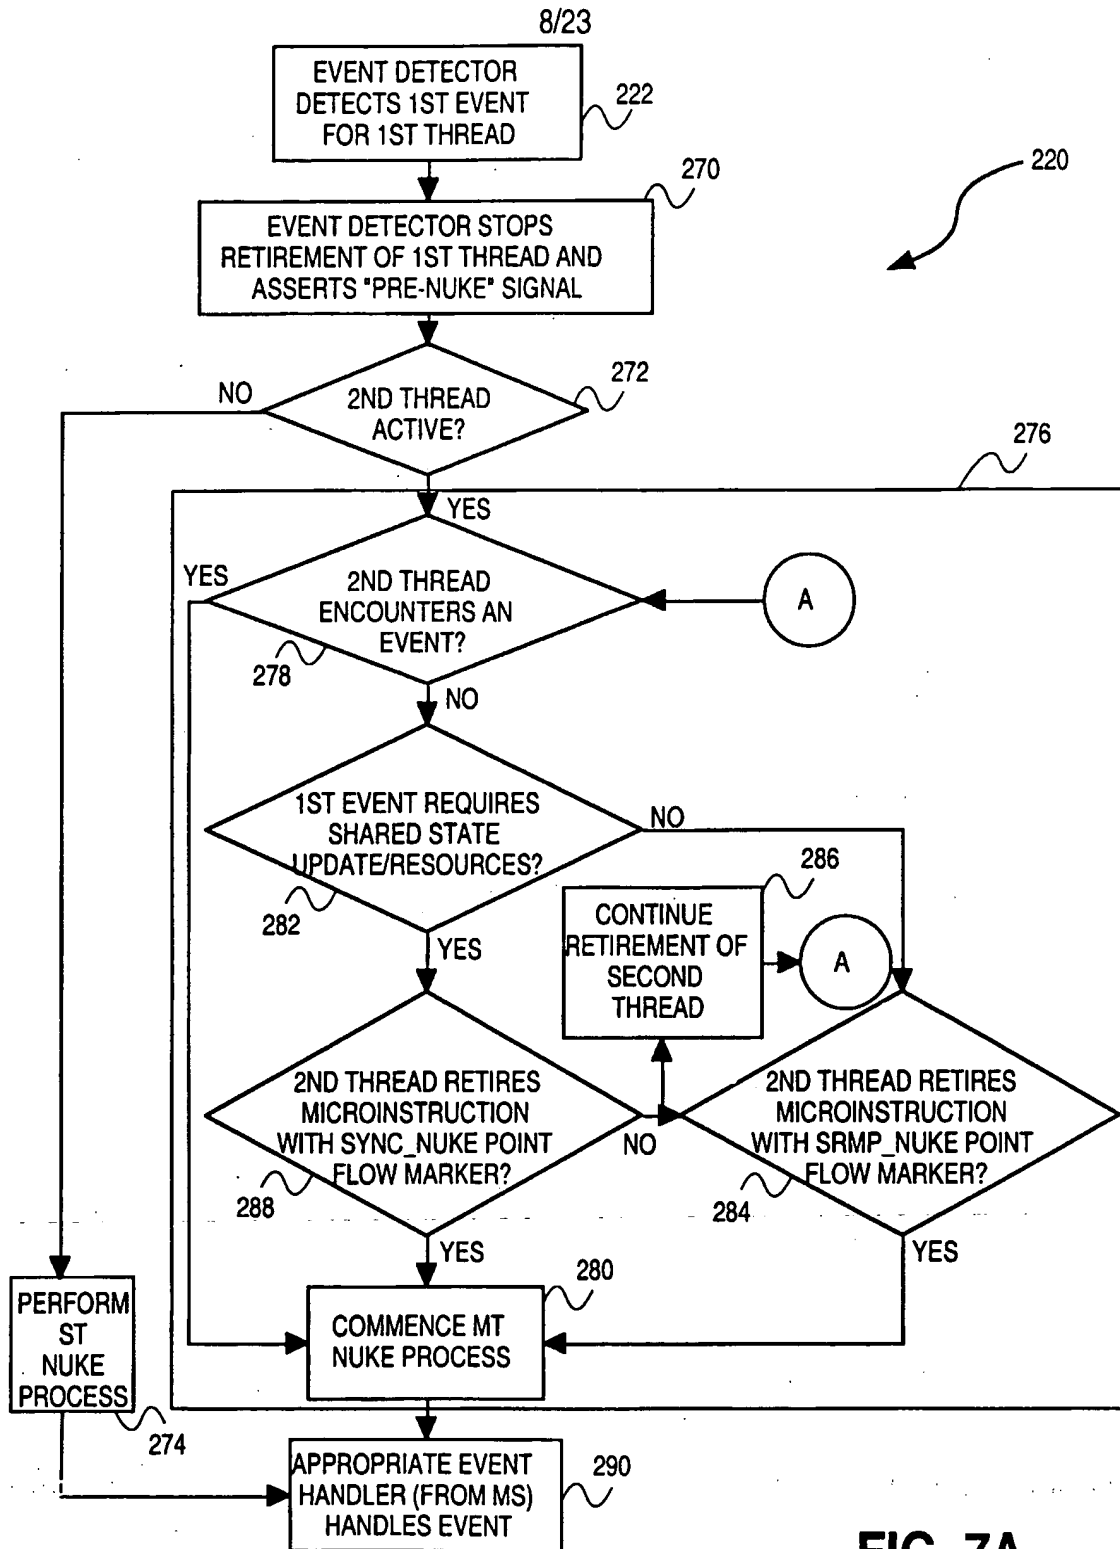 8/23
EVENT DETECTOR
DETECTS 1ST EVENT
FOR 1ST THREAD
222
220
270
EVENT DETECTOR STOPS
RETIREMENT OF 1ST THREAD AND
ASSERTS "PRE-NUKE" SIGNAL
272
NO
2ND THREAD
ACTIVE?
276
YES
YES
2ND THREAD
ENCOUNTERS AN
EVENT?
A
278
NO
1ST EVENT REQUIRES
SHARED STATE
UPDATE/RESOURCES?
NO
282
286
CONTINUE
RETIREMENT OF
SECOND
THREAD
A
YES
2ND THREAD RETIRES
MICROINSTRUCTION
WITH SYNC_NUKE POINT
FLOW MARKER?
NO
288
2ND THREAD RETIRES
MICROINSTRUCTION
WITH SRMP_NUKE POINT
FLOW MARKER?
284
YES
YES
280
COMMENCE MT
NUKE PROCESS
PERFORM
ST
NUKE
PROCESS
274
APPROPRIATE EVENT
HANDLER (FROM MS)
HANDLES EVENT
290
FIG. 7A